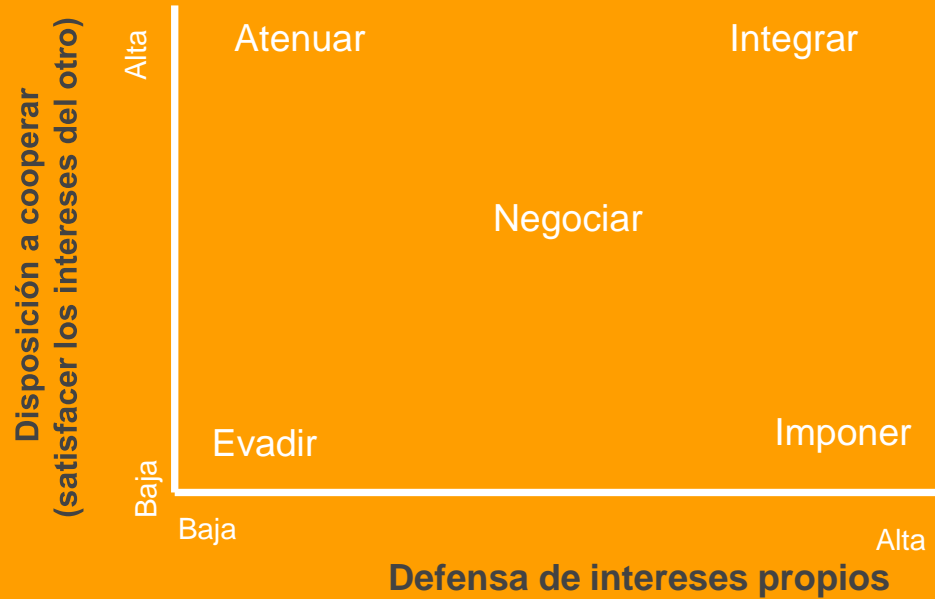 Disposición a cooperar
(satisfacer los intereses del otro)
Alta
Baja
Atenuar
Integrar
Negociar
Evadir
Imponer
Baja
Alta
Defensa de intereses propios